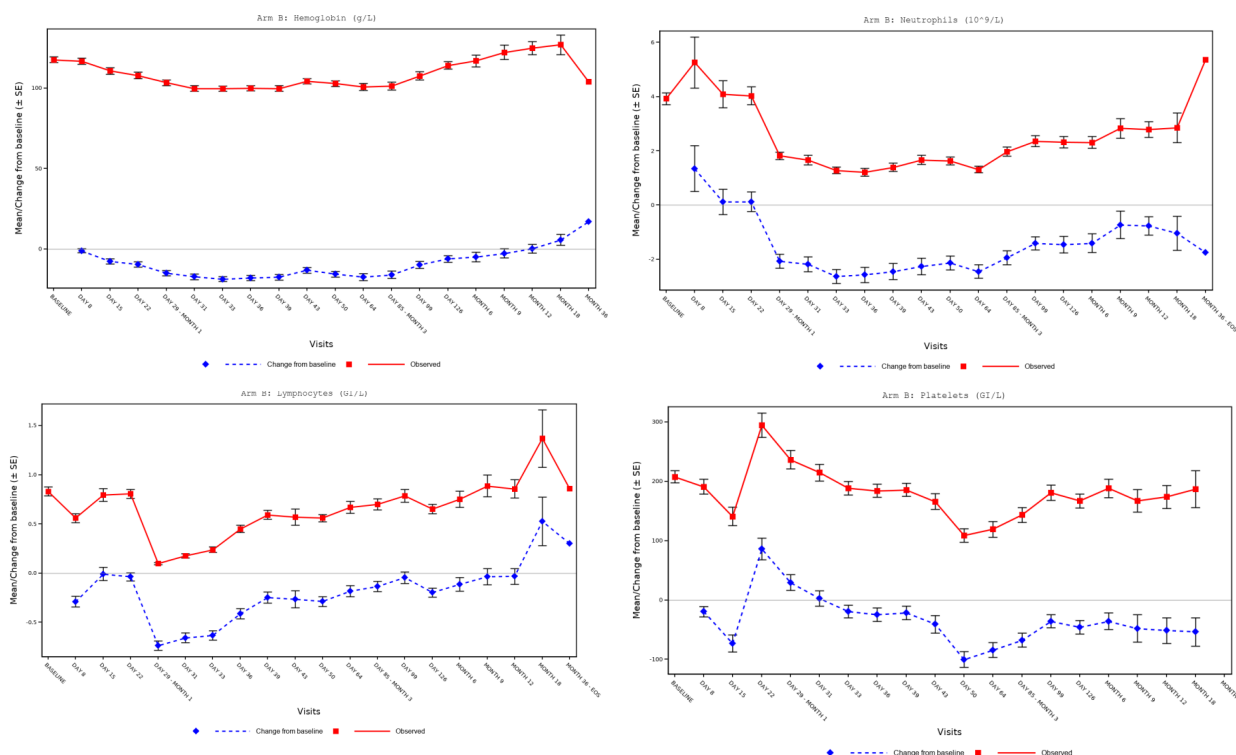 Arm B: Hemoglobin (g/L)
Mean/Change from baseline (± SE)
100
50
0
BASELINE
DAY 8
DAY 15
DAY 22
DAY 29 - MONTH 1
DAY 31
DAY 33
DAY 36
DAY 39
DAY 43
DAY 50
DAY 64
DAY 85 - MONTH 3
DAY 99
DAY 126
MONTH 6
MONTH 9
MONTH 12
MONTH 18
MONTH 36
Visits
Change from baseline
Observed
Arm B: Neutrophils (10^9/L)
Mean/Change from baseline (± SE)
6
4
2
0
-2
BASELINE
DAY 8
DAY 15
DAY 22
DAY 29 - MONTH 1
DAY 31
DAY 33
DAY 36
DAY 39
DAY 43
DAY 50
DAY 64
DAY 85 - MONTH 3
DAY 99
DAY 126
MONTH 6
MONTH 9
MONTH 12
MONTH 18
MONTH 36 - EOS
Visits
Change from baseline
Observed
Arm B: Lymphocytes (GI/L)
Mean/Change from baseline (± SE)
1.5
1.0
0.5
0.0
-0.5
BASELINE
DAY 8
DAY 15
DAY 22
DAY 29 - MONTH 1
DAY 31
DAY 33
DAY 36
DAY 39
DAY 43
DAY 50
DAY 64
DAY 85 - MONTH 3
DAY 99
DAY 126
MONTH 6
MONTH 9
MONTH 12
MONTH 18
MONTH 36 - EOS
Visits
Change from baseline
Observed
Arm B: Platelets (GI/L)
Mean/Change from baseline (± SE)
300
200
100
0
-100
BASELINE
DAY 8
DAY 15
DAY 22
DAY 29 - MONTH 1
DAY 31
DAY 33
DAY 36
DAY 39
DAY 43
DAY 50
DAY 64
DAY 85 - MONTH 3
DAY 99
DAY 126
MONTH 6
MONTH 9
MONTH 12
MONTH 18
Visits
Change from baseline
Observed